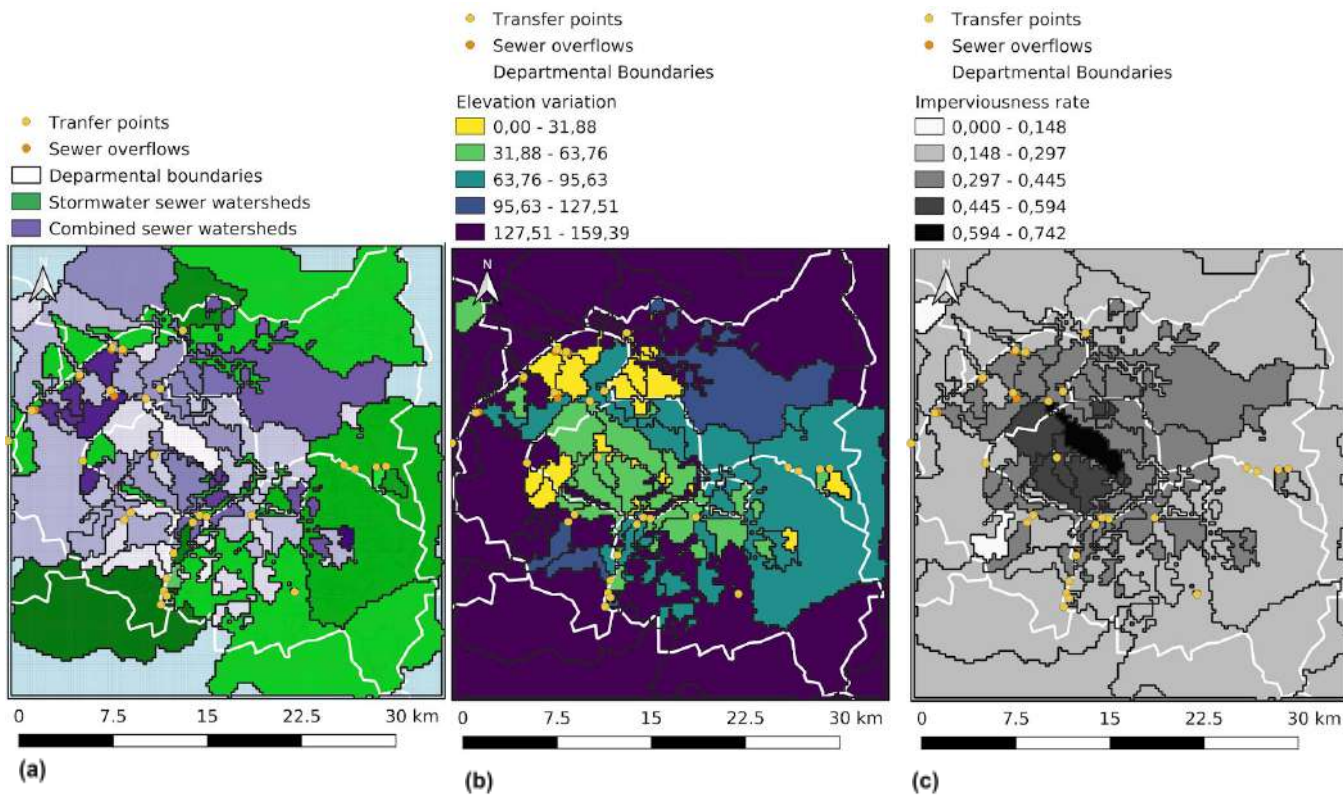 Tranfer points
Sewer overflows
Deparmental boundaries
Stormwater sewer watersheds
Combined sewer watersheds
N
0 7.5 15 22.5 30 km
(a)
Transfer points
Sewer overflows
Departmental Boundaries
Elevation variation
0,00 - 31,88
31,88 - 63,76
63,76 - 95,63
95,63 - 127,51
127,51 - 159,39
N
0 7.5 15 22.5 30 km
(b)
Transfer points
Sewer overflows
Departmental Boundaries
Imperviousness rate
0,000 - 0,148
0,148 - 0,297
0,297 - 0,445
0,445 - 0,594
0,594 - 0,742
N
0 7.5 15 22.5 30 km
(c)